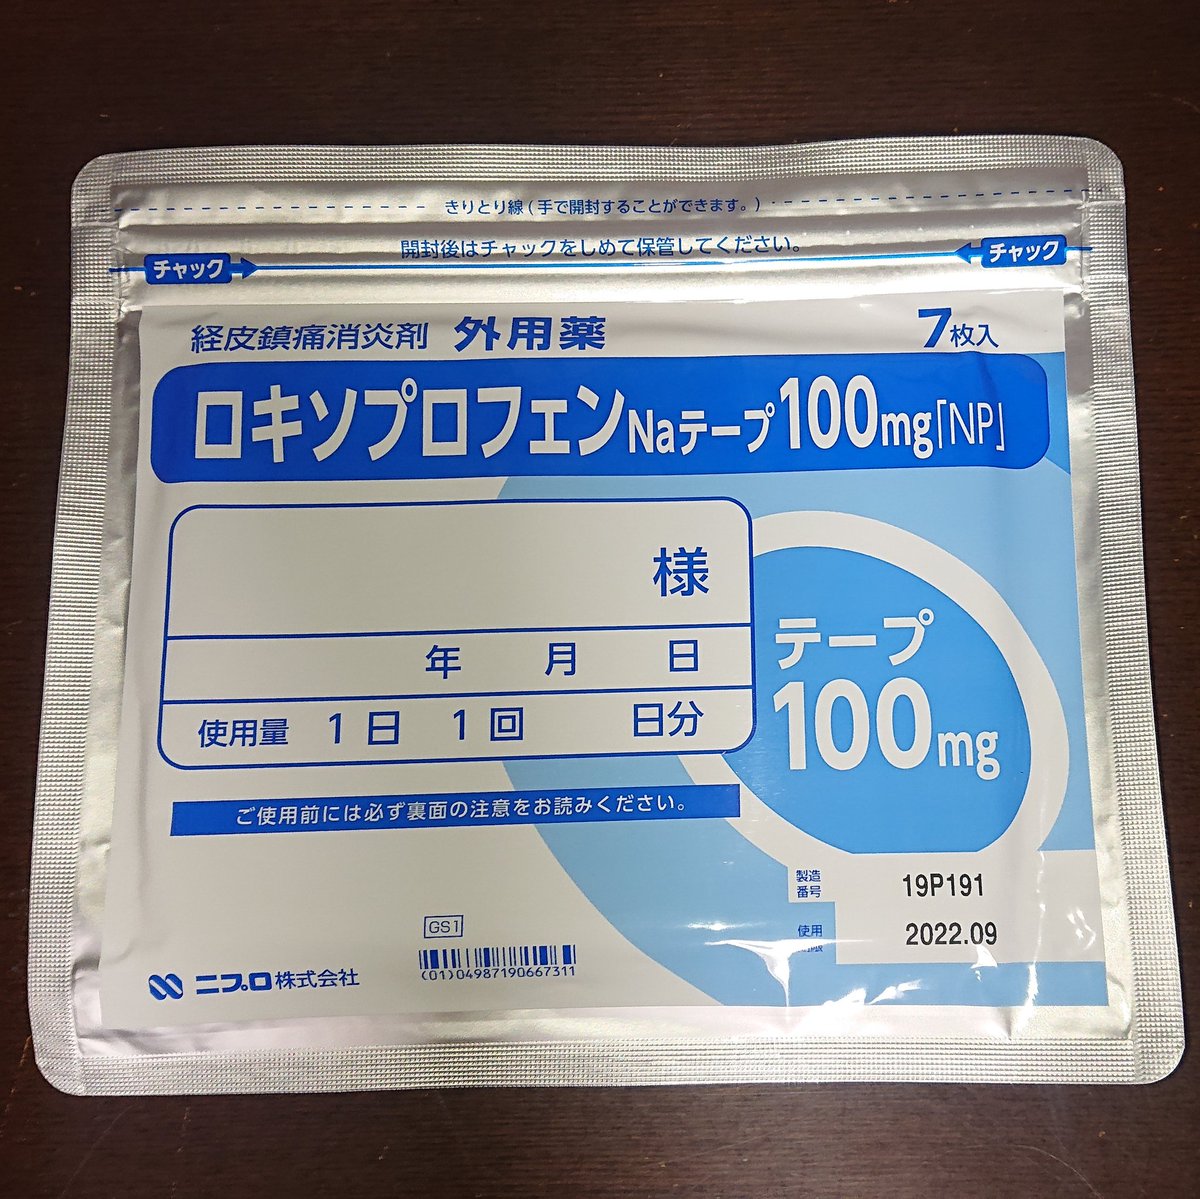 きりとり線(手で開封することができます。)
開封後はチャックをしめて保管してください。
チャック チャック
経皮鎮痛消炎剤 外用薬 7枚入
ロキソプロフェンNaテープ100mg「NP」
様
年 月 日
使用量 1日 1回 日分
テープ
100mg
ご使用前には必ず裏面の注意をお読みください。
製造
番号 19P191
使用
期限 2022.09
GS1
(01)04987190667311
ニプロ株式会社